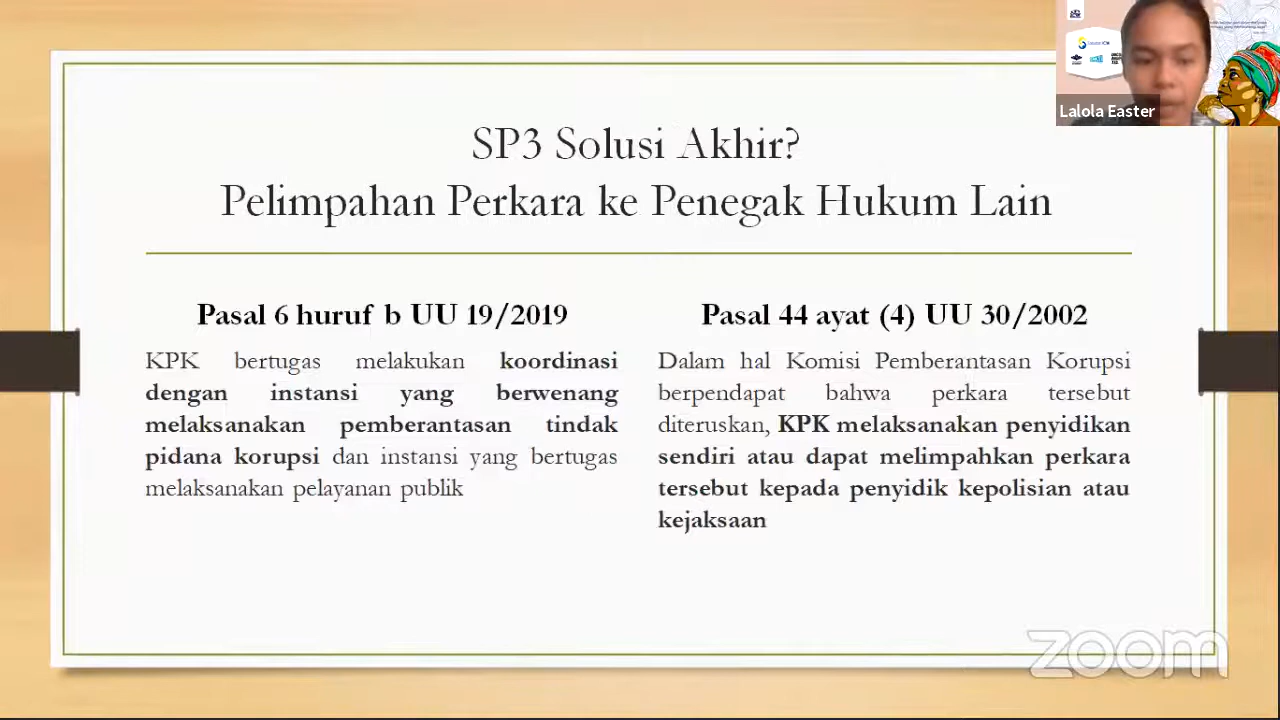 SP3 Solusi Akhir?
Pelimpahan Perkara ke Penegak Hukum Lain
Pasal 6 huruf b UU 19/2019
KPK bertugas melakukan koordinasi
dengan instansi yang berwenang
melaksanakan pemberantasan tindak
pidana korupsi dan instansi yang bertugas
melaksanakan pelayanan publik
Pasal 44 ayat (4) UU 30/2002
Dalam hal Komisi Pemberantasan Korupsi
berpendapat bahwa perkara tersebut
diteruskan, KPK melaksanakan penyidikan
sendiri atau dapat melimpahkan perkara
tersebut kepada penyidik kepolisian atau
kejaksaan
Lalola Easter
zoom